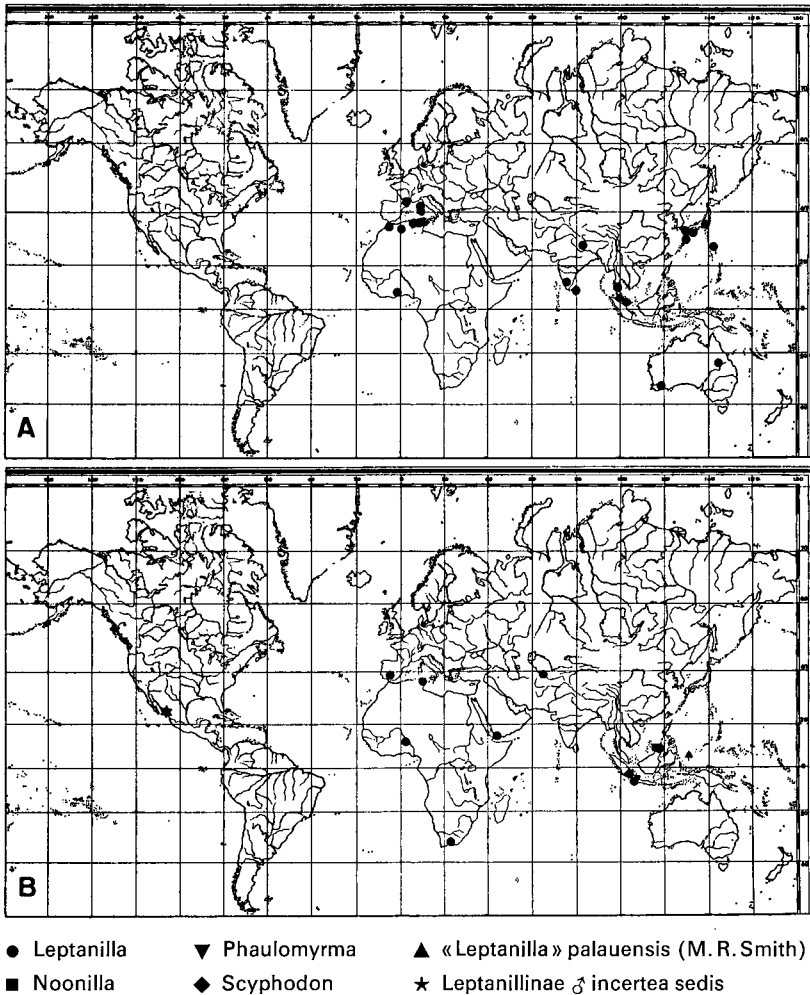 A
B
● Leptanilla ▼ Phaulomyrma ▲ «Leptanilla» palauensis (M.R.Smith)
■ Noonilla ◆ Scyphodon ★ Leptanillinae ♂ incertea sedis